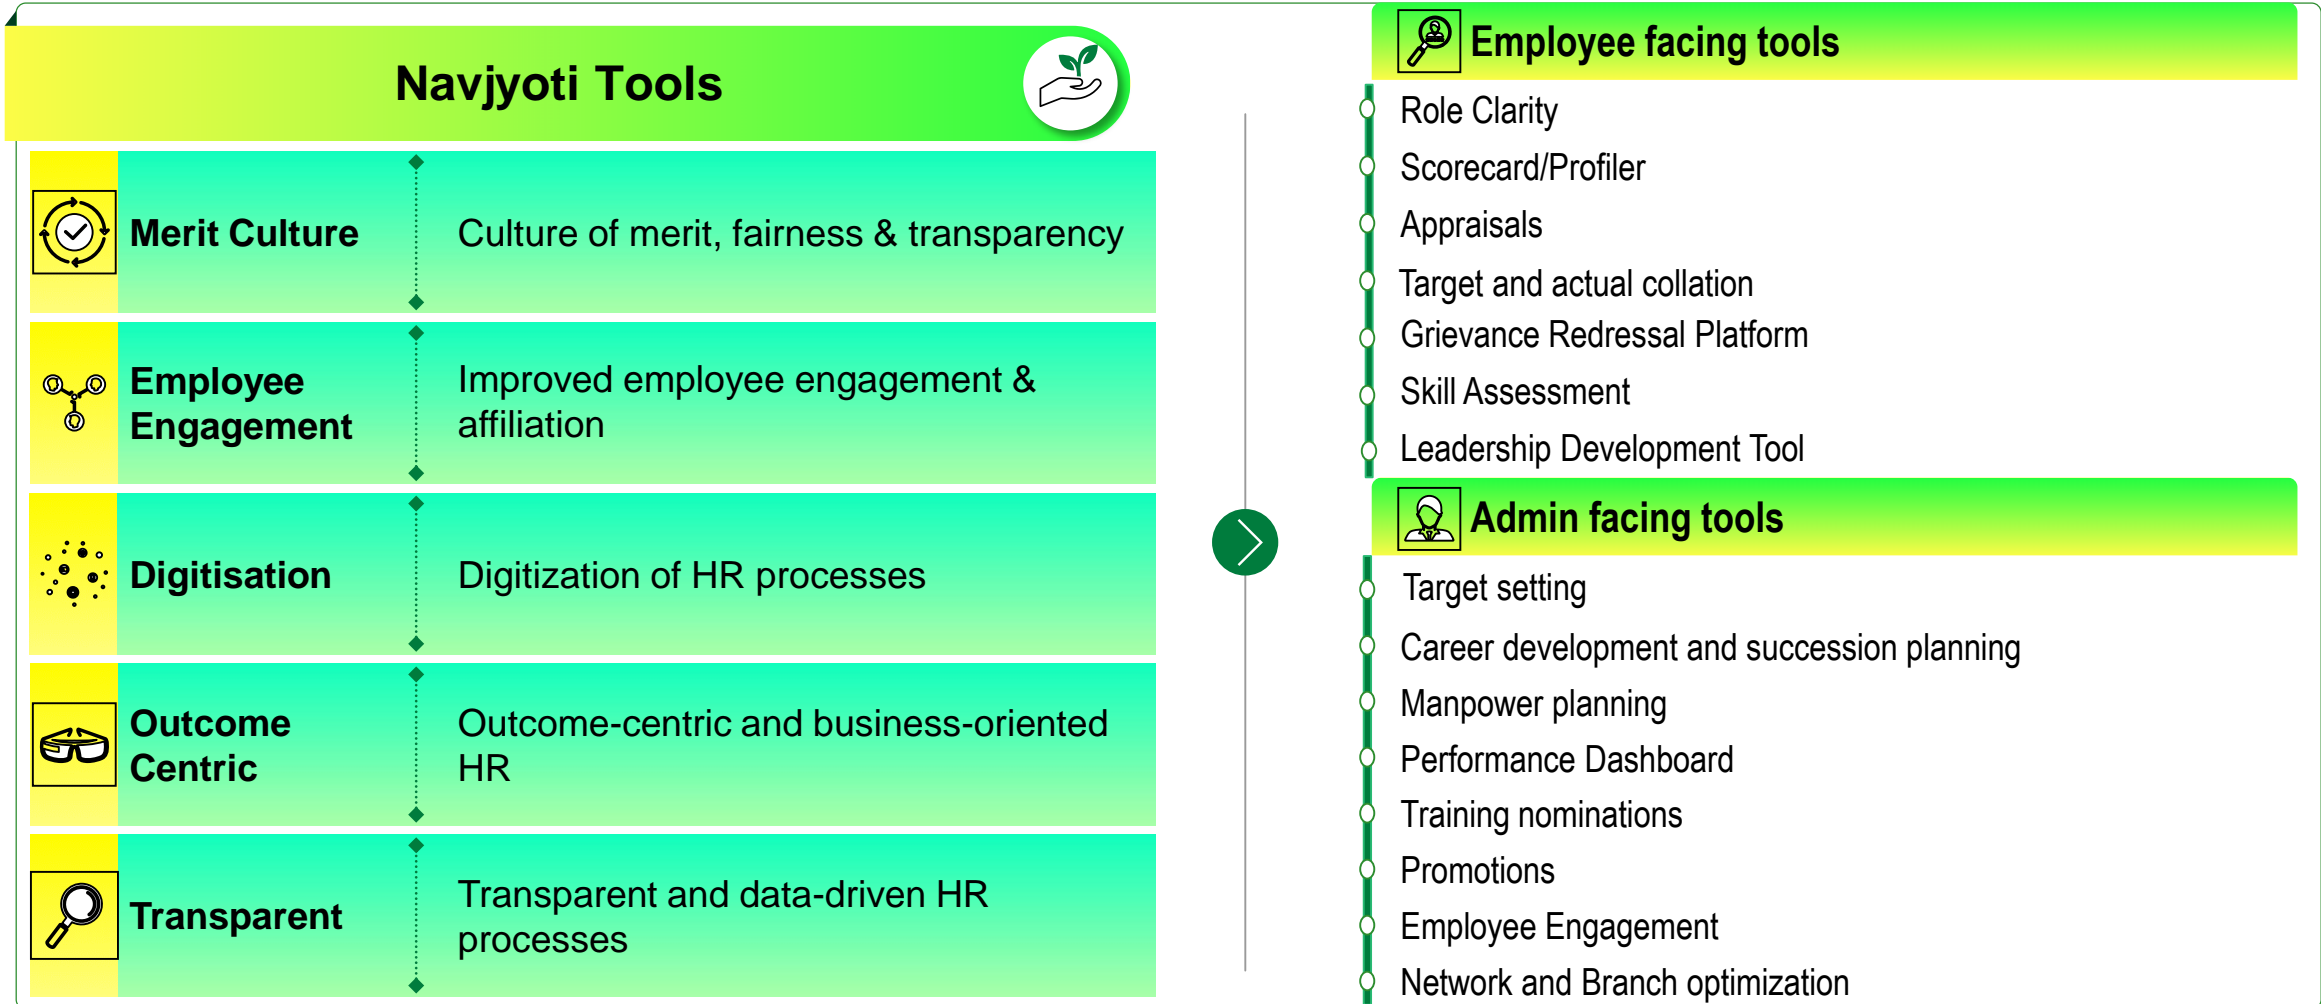 Navjyoti Tools
Merit Culture
Culture of merit, fairness & transparency
Employee
Engagement
Improved employee engagement &
affiliation
Digitisation
Digitization of HR processes
Outcome
Centric
Outcome-centric and business-oriented
HR
Transparent
Transparent and data-driven HR
processes
Employee facing tools
Role Clarity
Scorecard/Profiler
Appraisals
Target and actual collation
Grievance Redressal Platform
Skill Assessment
Leadership Development Tool
Admin facing tools
Target setting
Career development and succession planning
Manpower planning
Performance Dashboard
Training nominations
Promotions
Employee Engagement
Network and Branch optimization